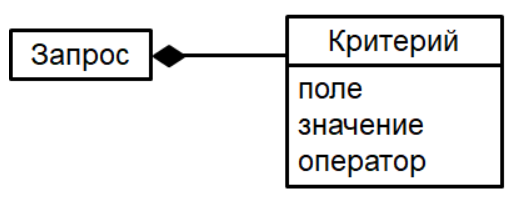 Запрос
Критерий
поле
значение
оператор